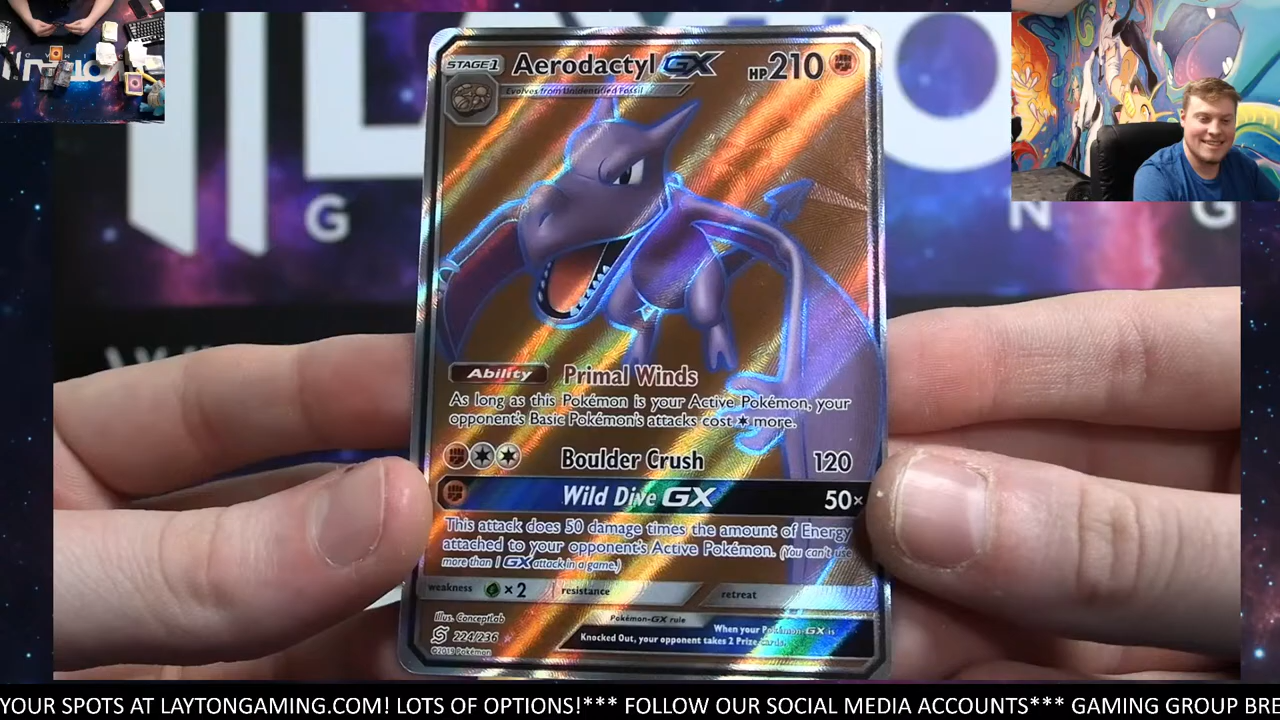 STAGE 1 Aerodactyl GX HP 210
Evolves from Unidentified Fossil
Ability Primal Winds
As long as this Pokémon is your Active Pokémon, your
opponent's Basic Pokémon's attacks cost more.
Boulder Crush 120
Wild Dive GX 50×
This attack does 50 damage times the amount of Energy
attached to your opponent's Active Pokémon. (You can't use
more than 1 GX attack in a game.)
weakness ×2 resistance retreat
Illus. ConceptLab
224/236
©2019 Pokémon
Pokémon-GX rule
When your Pokémon-GX is
Knocked Out, your opponent takes 2 Prize cards.
G N G
YOUR SPOTS AT LAYTONGAMING.COM! LOTS OF OPTIONS!*** FOLLOW OUR SOCIAL MEDIA ACCOUNTS*** GAMING GROUP BRE